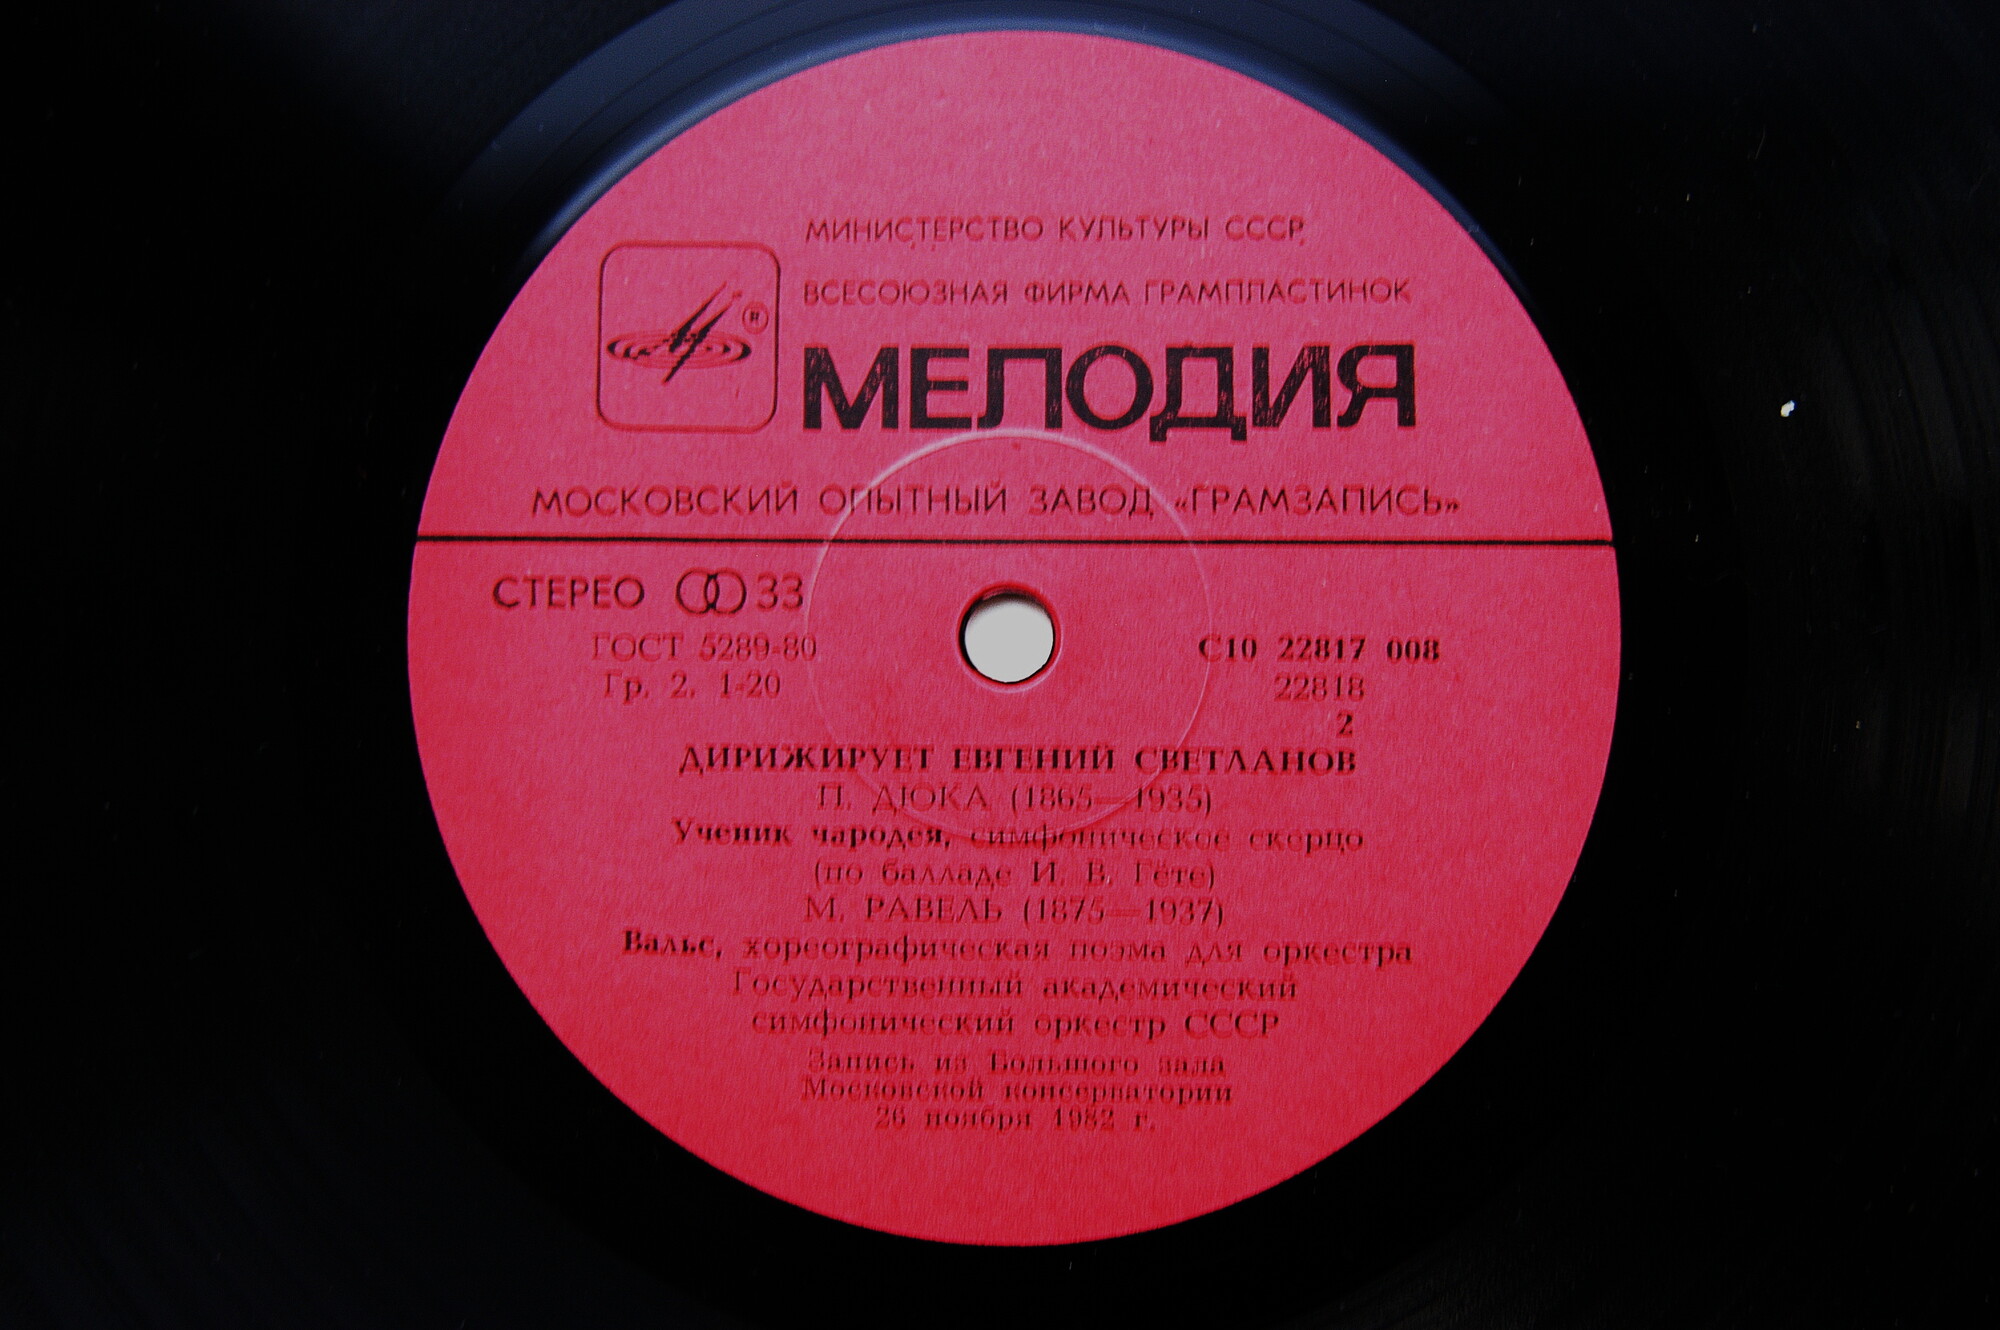 МИНИСТЕРСТВО КУЛЬТУРЫ СССР
ВСЕСОЮЗНАЯ ФИРМА ГРАМПЛАСТИНОК
®
МЕЛОДИЯ
МОСКОВСКИЙ ОПЫТНЫЙ ЗАВОД «ГРАМЗАПИСЬ»
СТЕРЕО 33
ГОСТ 5289-80 С10 22817 008
Гр. 2. 1-20 22818
2
ДИРИЖИРУЕТ ЕВГЕНИЙ СВЕТЛАНОВ
П. ДЮКА (1865—1935)
Ученик чародея, симфоническое скерцо
(по балладе И. В. Гёте)
М. РАВЕЛЬ (1875—1937)
Вальс, хореографическая поэма для оркестра
Государственный академический
симфонический оркестр СССР
Запись из Большого зала
Московской консерватории
26 ноября 1982 г.